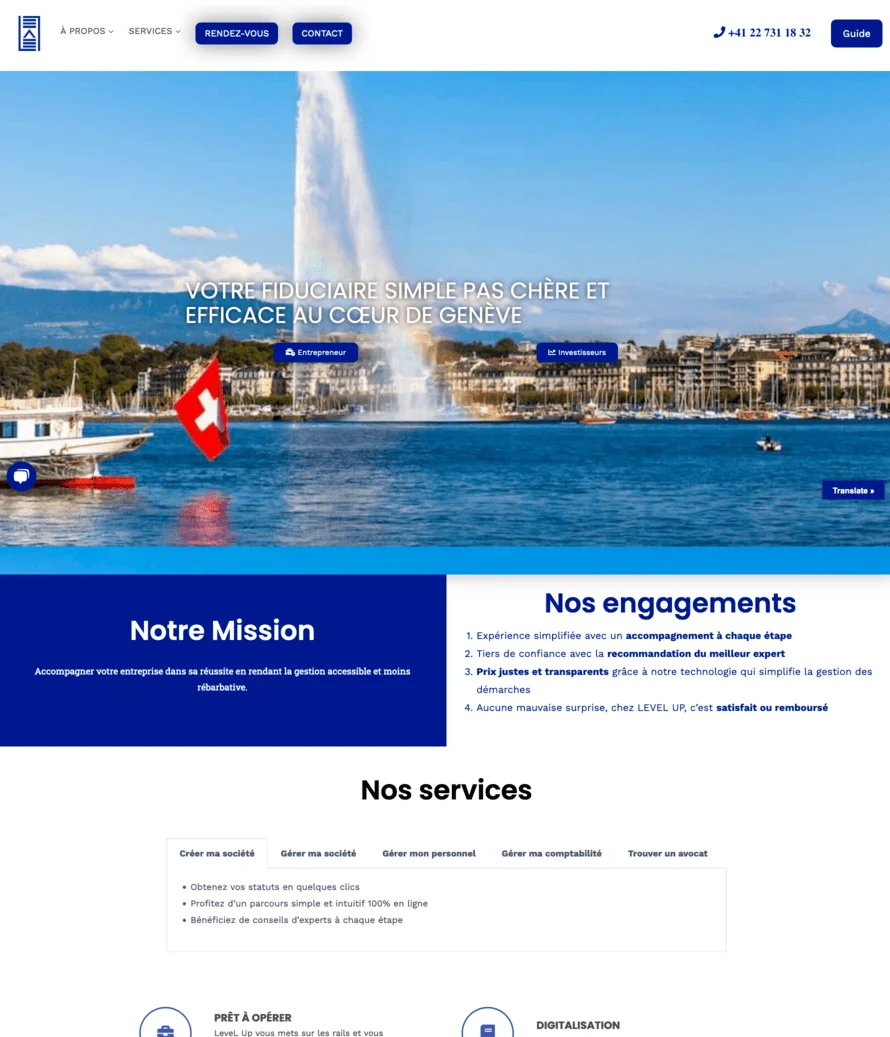 À PROPOS
SERVICES
RENDEZ-VOUS
CONTACT
+41 22 731 18 32
Guide
VOTRE FIDUCIAIRE SIMPLE PAS CHÈRE ET
EFFICACE AU CŒUR DE GENÈVE
Entrepreneur
Investisseurs
Translate »
Notre Mission
Accompagner votre entreprise dans sa réussite en rendant la gestion accessible et moins
rébarbative.
Nos engagements
1. Expérience simplifiée avec un accompagnement à chaque étape
2. Tiers de confiance avec la recommandation du meilleur expert
3. Prix justes et transparents grâce à notre technologie qui simplifie la gestion des
démarches
4. Aucune mauvaise surprise, chez LEVEL UP, c’est satisfait ou remboursé
Nos services
Créer ma société
Gérer ma société
Gérer mon personnel
Gérer ma comptabilité
Trouver un avocat
• Obtenez vos statuts en quelques clics
• Profitez d’un parcours simple et intuitif 100% en ligne
• Bénéficiez de conseils d’experts à chaque étape
PRÊT À OPÉRER
LeveL Up vous mets sur les rails et vous
DIGITALISATION